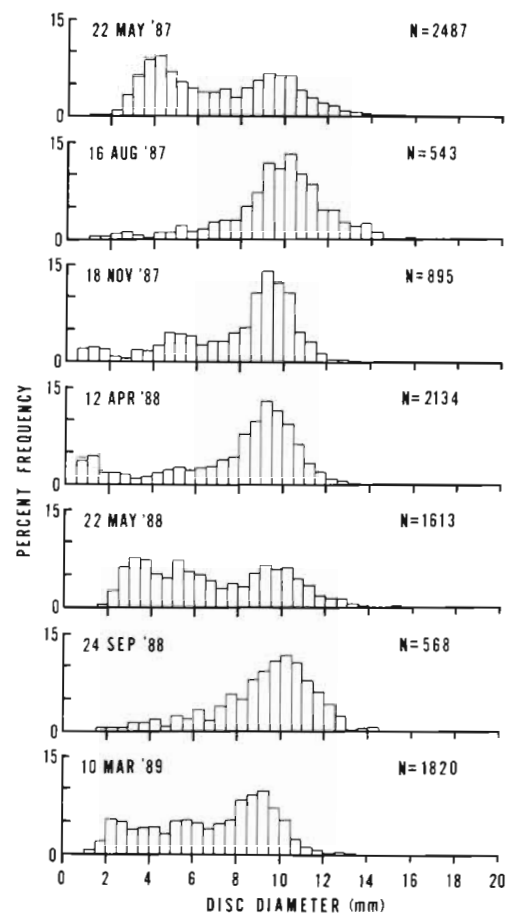 15
22 MAY '87 N=2487
0
15
16 AUG '87 N=543
0
15
18 NOV '87 N=895
0
15
12 APR '88 N=2134
0
15
22 MAY '88 N=1613
0
15
24 SEP '88 N=568
0
15
10 MAR '89 N=1820
0
0 2 4 6 8 10 12 14 16 18 20
DISC DIAMETER (mm)
PERCENT FREQUENCY